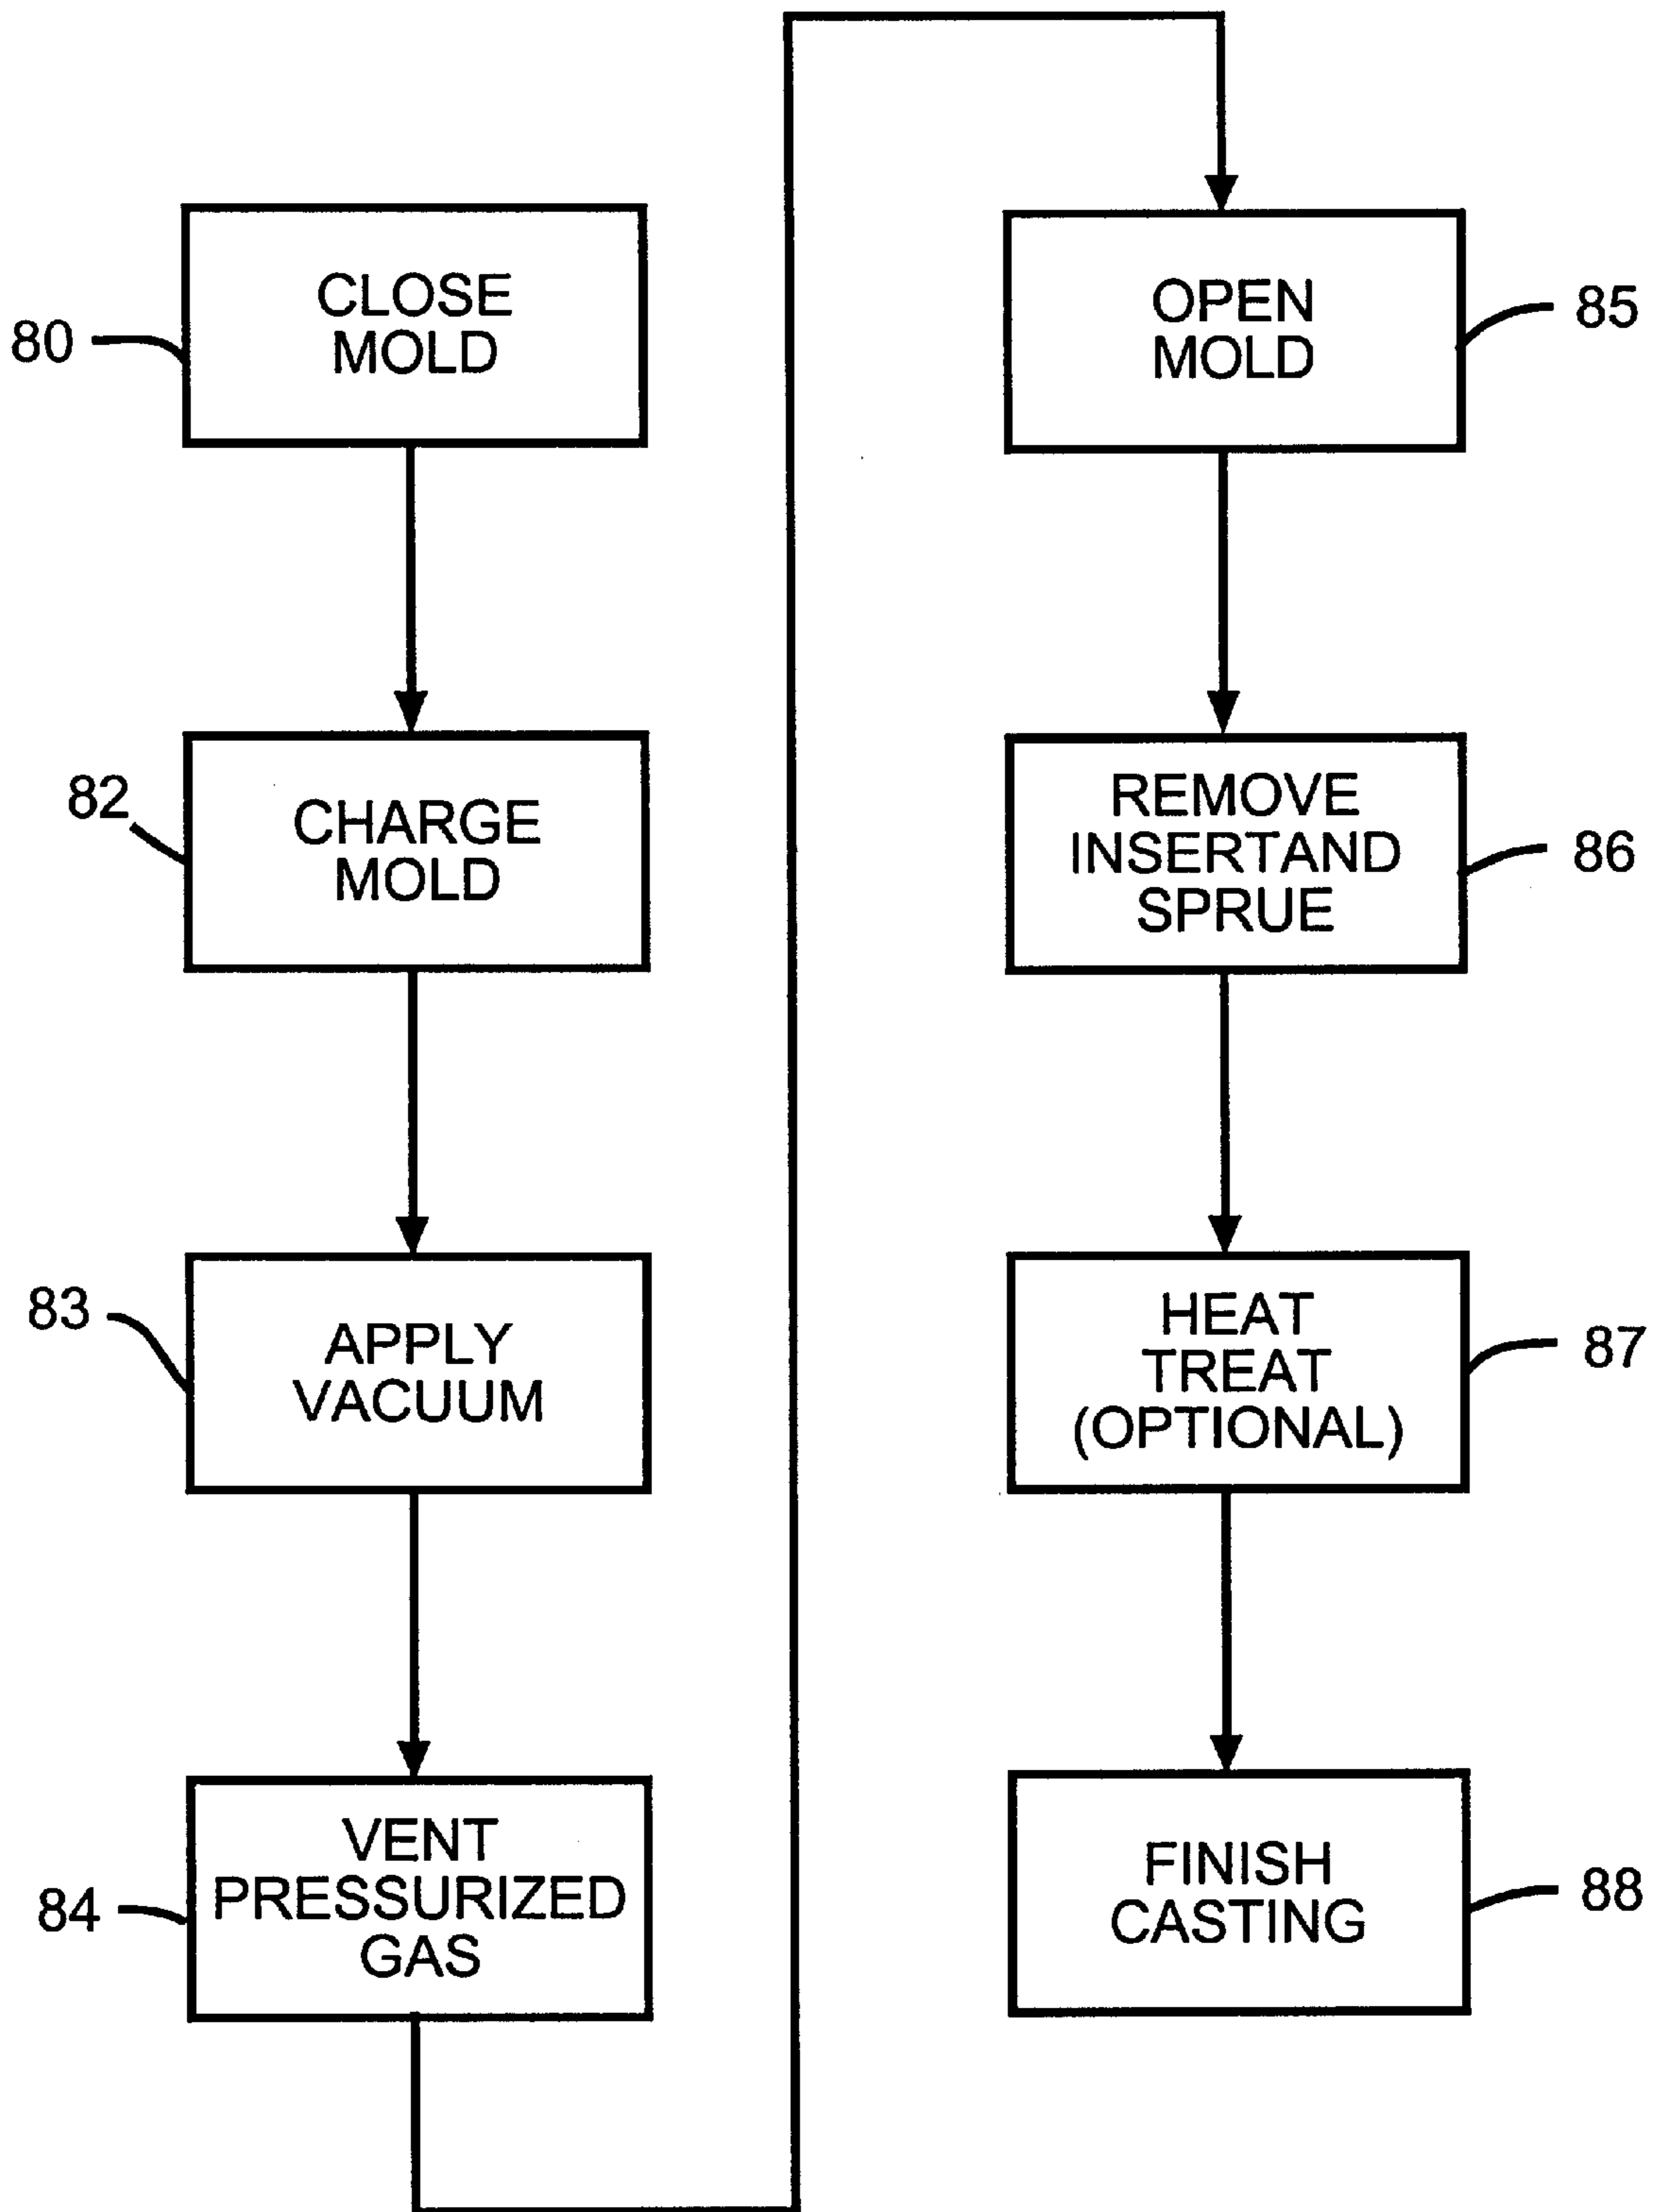 80
CLOSE
MOLD
82
CHARGE
MOLD
83
APPLY
VACUUM
84
VENT
PRESSURIZED
GAS
OPEN
MOLD
85
REMOVE
INSERTAND
SPRUE
86
HEAT
TREAT
(OPTIONAL)
87
FINISH
CASTING
88